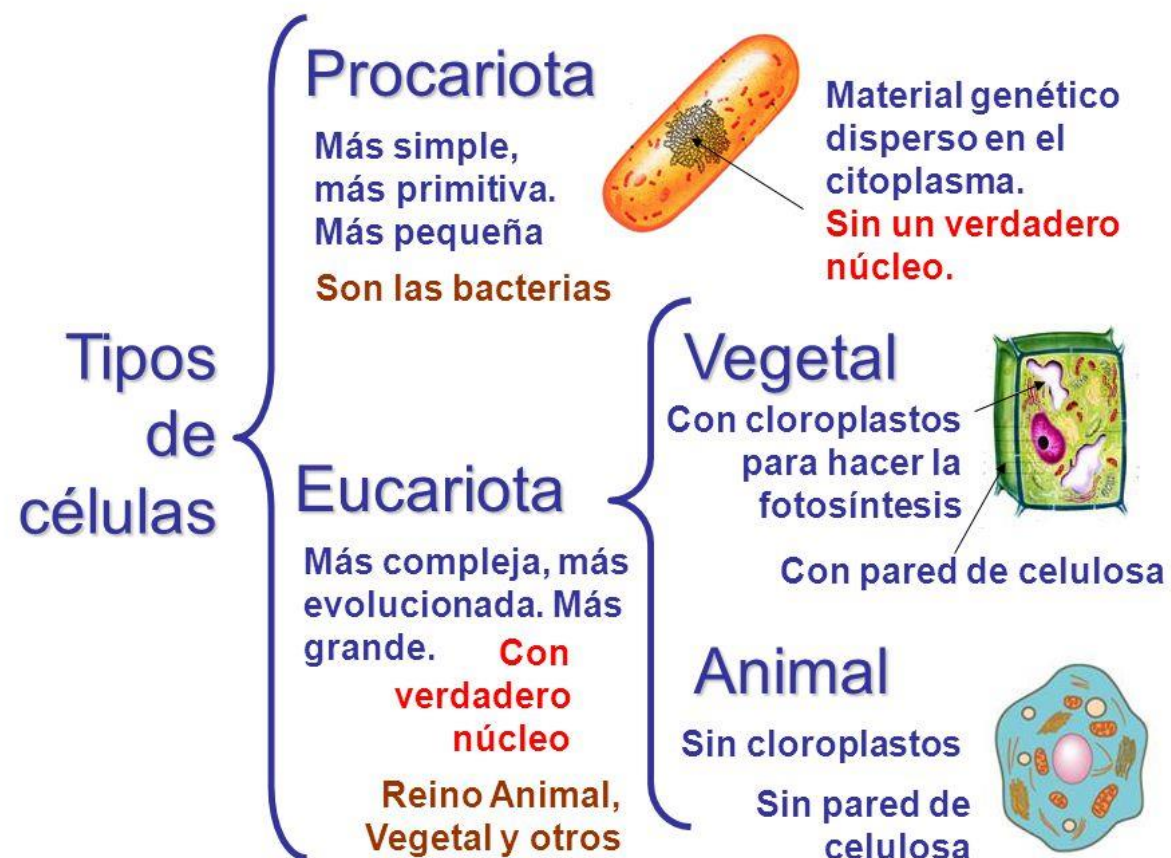 Tipos
de
células
Procariota
Más simple,
más primitiva.
Más pequeña
Son las bacterias
Material genético
disperso en el
citoplasma.
Sin un verdadero
núcleo.
Eucariota
Más compleja, más
evolucionada. Más
grande.
Con
verdadero
núcleo
Reino Animal,
Vegetal y otros
Vegetal
Con cloroplastos
para hacer la
fotosíntesis
Con pared de celulosa
Animal
Sin cloroplastos
Sin pared de
celulosa